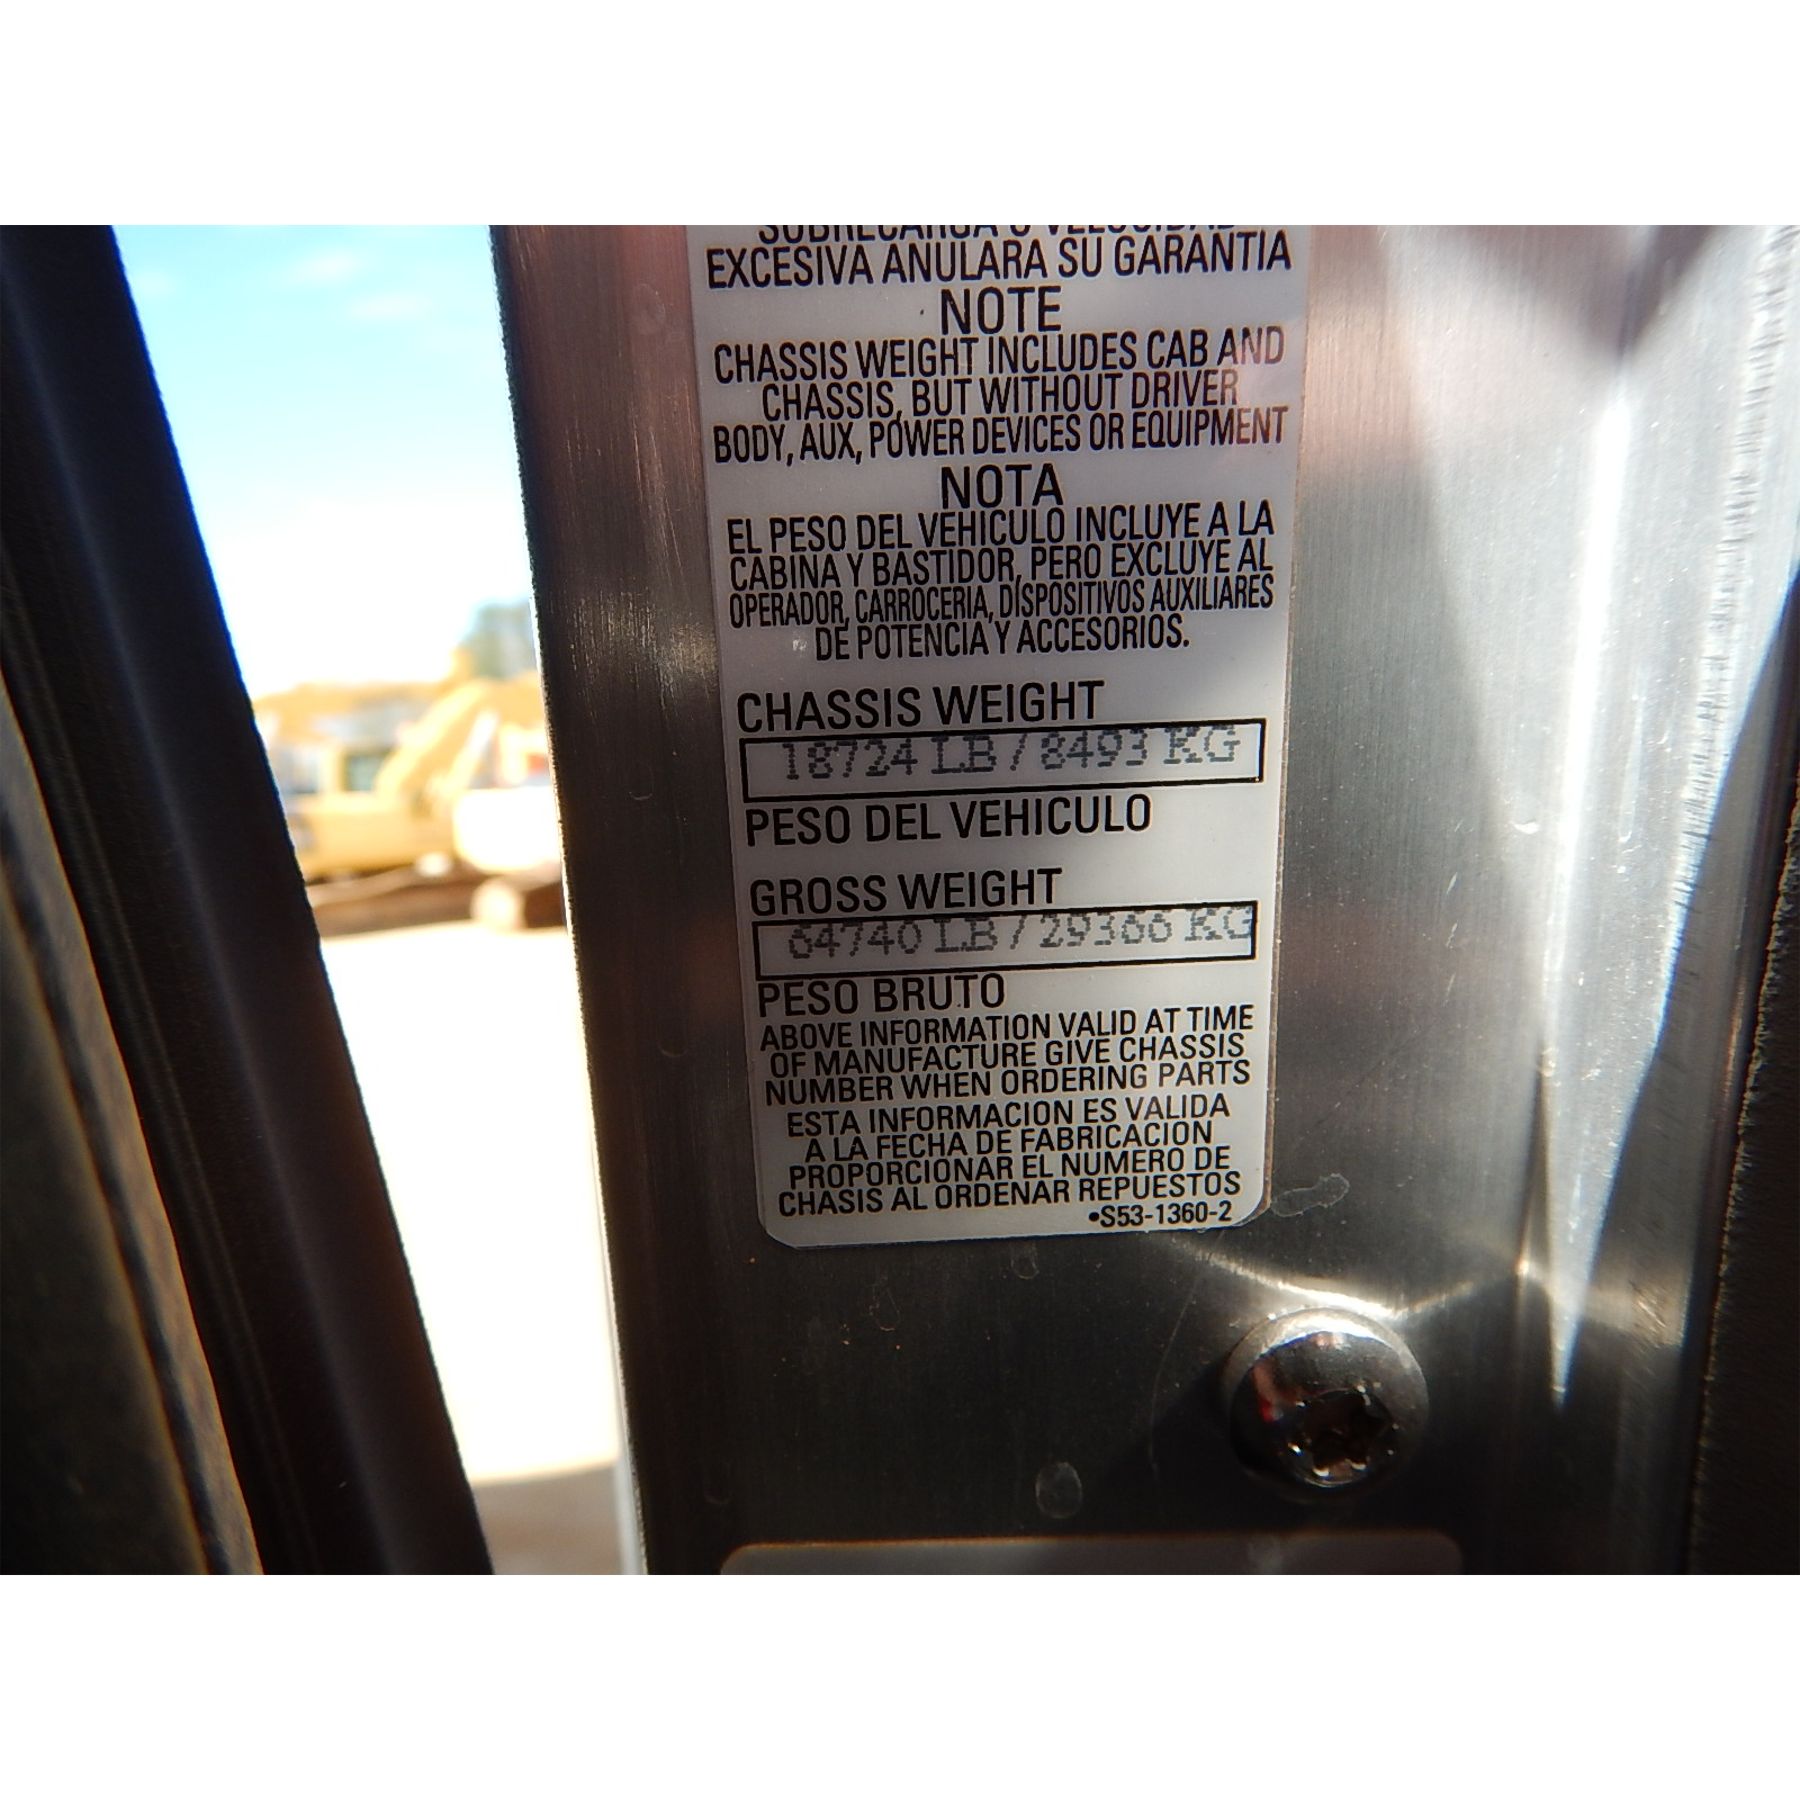 SOBRECARGA O VELOCIDAD
EXCESIVA ANULARA SU GARANTIA
NOTE
CHASSIS WEIGHT INCLUDES CAB AND
CHASSIS, BUT WITHOUT DRIVER
BODY, AUX, POWER DEVICES OR EQUIPMENT
NOTA
EL PESO DEL VEHICULO INCLUYE A LA
CABINA Y BASTIDOR, PERO EXCLUYE AL
OPERADOR, CARROCERIA, DISPOSITIVOS AUXILIARES
DE POTENCIA Y ACCESORIOS.
CHASSIS WEIGHT
18724 LB / 8493 KG
PESO DEL VEHICULO
GROSS WEIGHT
64740 LB / 29366 KG
PESO BRUTO
ABOVE INFORMATION VALID AT TIME
OF MANUFACTURE GIVE CHASSIS
NUMBER WHEN ORDERING PARTS
ESTA INFORMACION ES VALIDA
A LA FECHA DE FABRICACION
PROPORCIONAR EL NUMERO DE
CHASIS AL ORDENAR REPUESTOS
•S53-1360-2